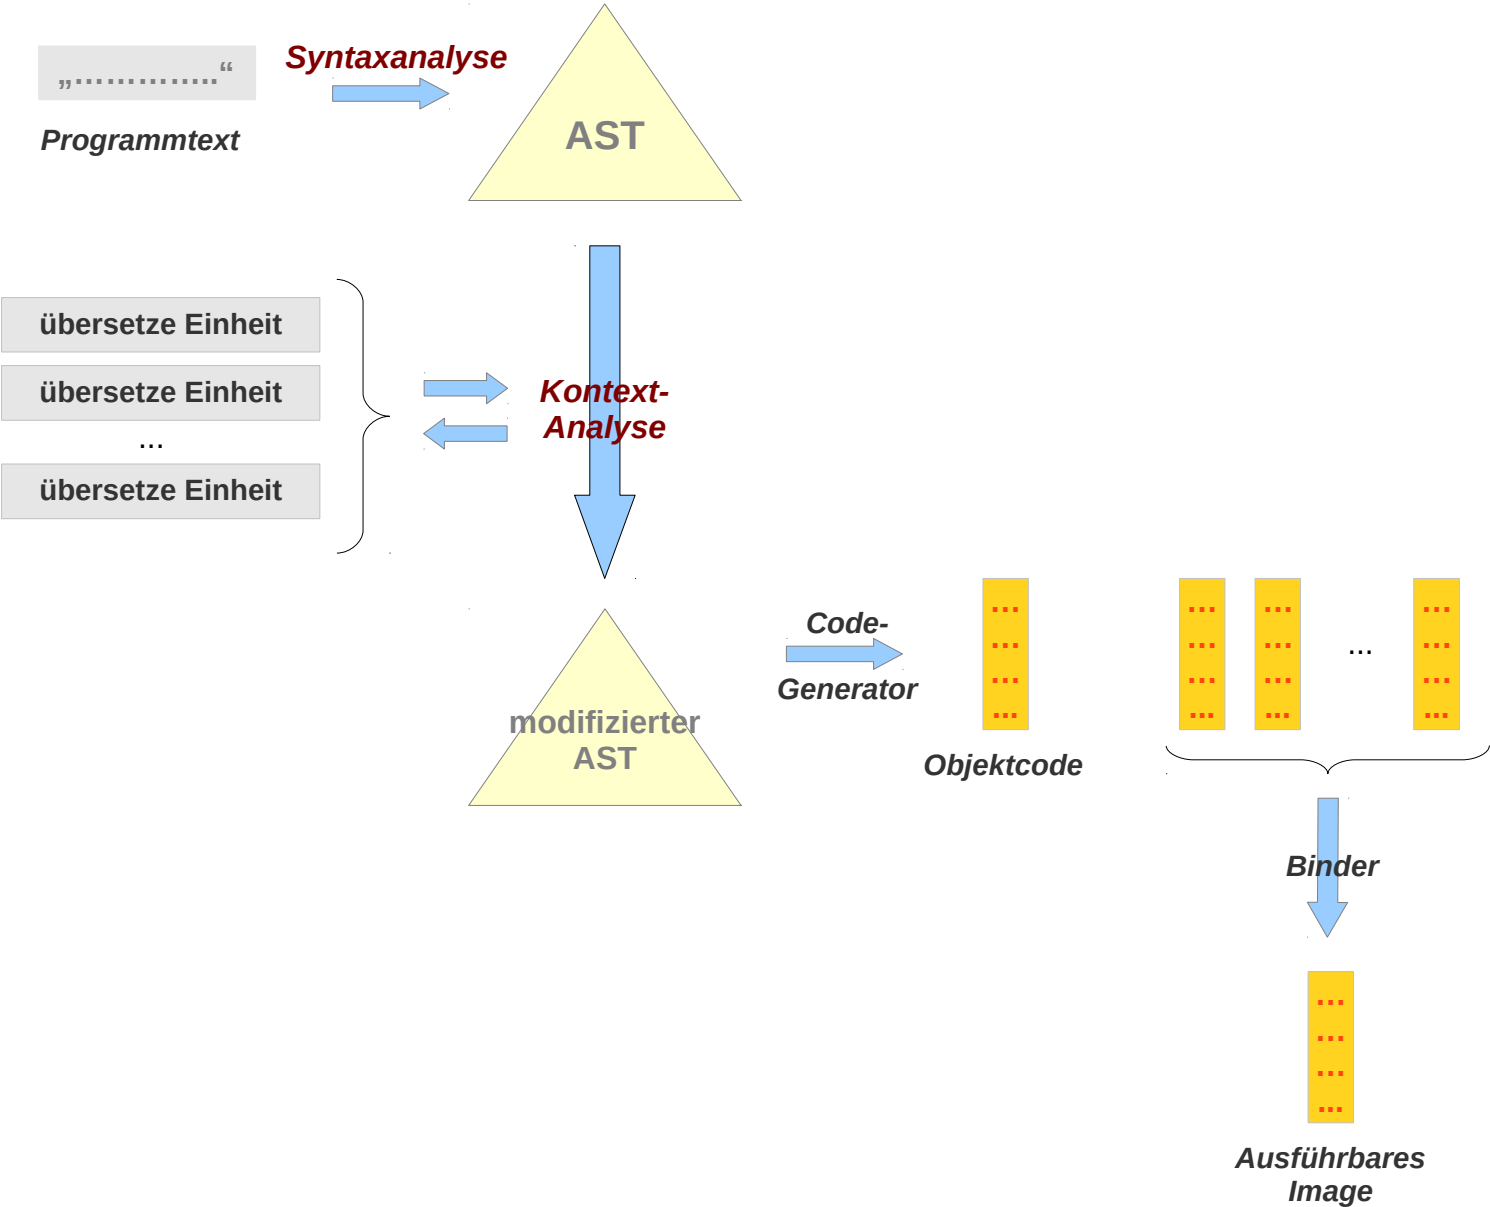 „…………..“
Programmtext
Syntaxanalyse
AST
übersetze Einheit
übersetze Einheit
...
übersetze Einheit
Kontext-
Analyse
modifizierter
AST
Code-
Generator
...
...
...
...
Objektcode
...
...
...
...
...
...
...
...
...
...
...
...
...
Binder
...
...
...
...
Ausführbares
Image